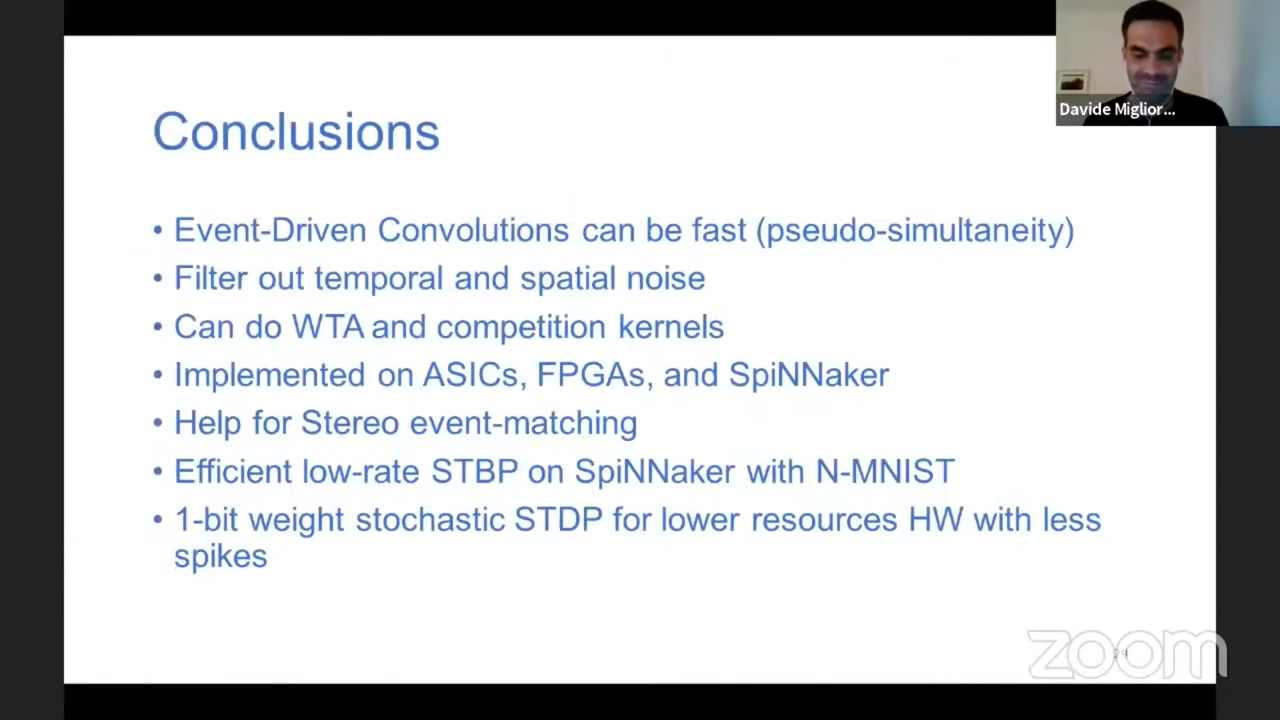 Davide Miglior...
Conclusions
• Event-Driven Convolutions can be fast (pseudo-simultaneity)
• Filter out temporal and spatial noise
• Can do WTA and competition kernels
• Implemented on ASICs, FPGAs, and SpiNNaker
• Help for Stereo event-matching
• Efficient low-rate STBP on SpiNNaker with N-MNIST
• 1-bit weight stochastic STDP for lower resources HW with less
spikes
zoom